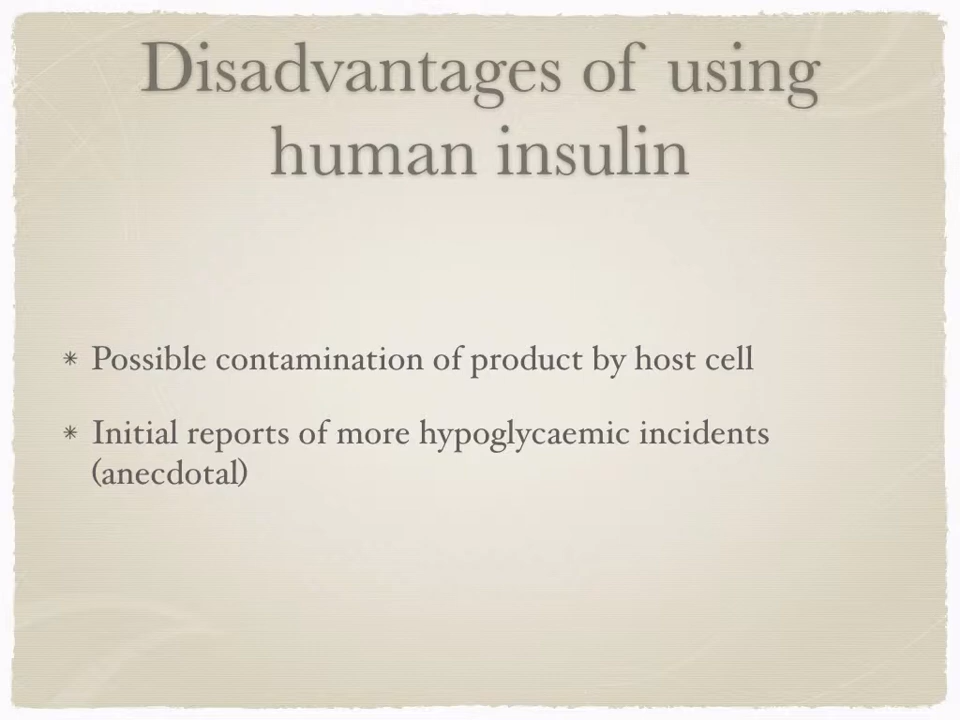 Disadvantages of using
human insulin
* Possible contamination of product by host cell
* Initial reports of more hypoglycaemic incidents
(anecdotal)